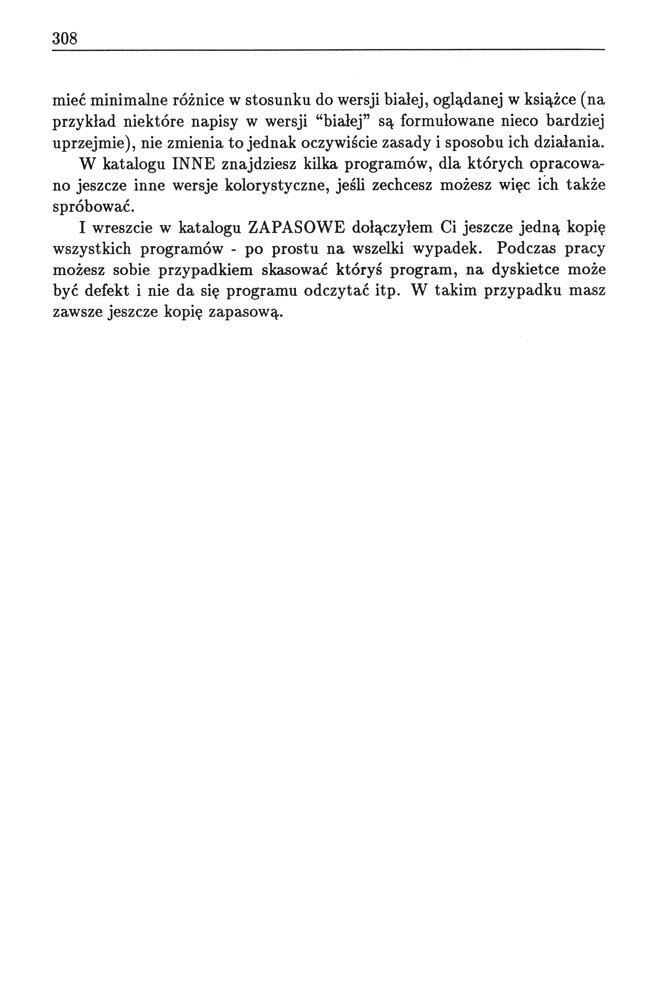 308
mieć minimalne różnice w stosunku do wersji białej, oglądanej w książce (na
przykład niektóre napisy w wersji “białej” są formułowane nieco bardziej
uprzejmie), nie zmienia to jednak oczywiście zasady i sposobu ich działania.
W katalogu INNE znajdziesz kilka programów, dla których opracowa-
no jeszcze inne wersje kolorystyczne, jeśli zechcesz możesz więc ich także
spróbować.
I wreszcie w katalogu ZAPASOWE dołączyłem Ci jeszcze jedną kopię
wszystkich programów - po prostu na wszelki wypadek. Podczas pracy
możesz sobie przypadkiem skasować któryś program, na dyskietce może
być defekt i nie da się programu odczytać itp. W takim przypadku masz
zawsze jeszcze kopię zapasową.